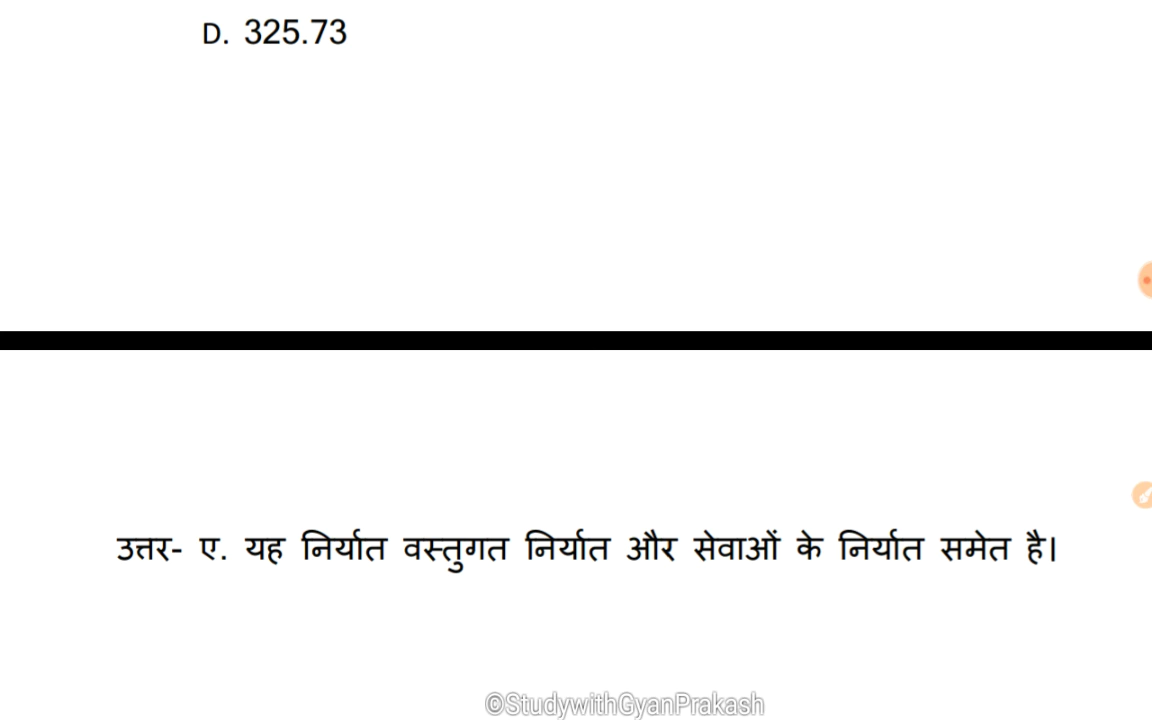 D. 325.73
उत्तर- ए. यह निर्यात वस्तुगत निर्यात और सेवाओं के निर्यात समेत है।
©StudywithGyanPrakash